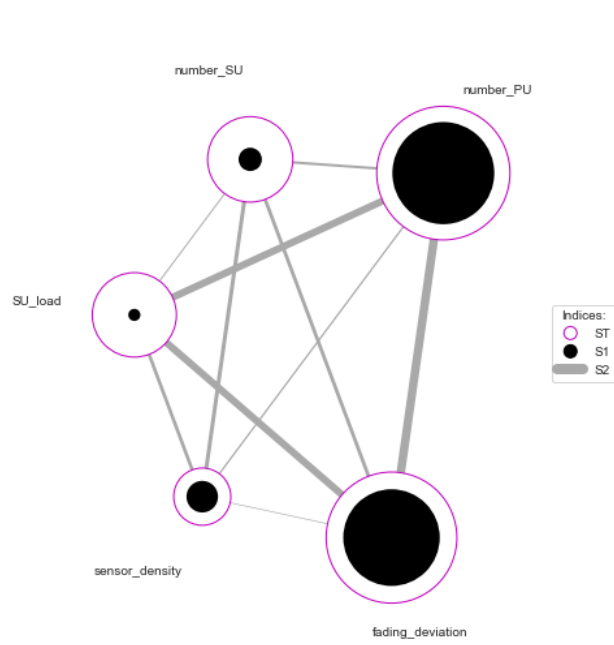 number_SU
number_PU
SU_load
Indices:
ST
S1
S2
sensor_density
fading_deviation